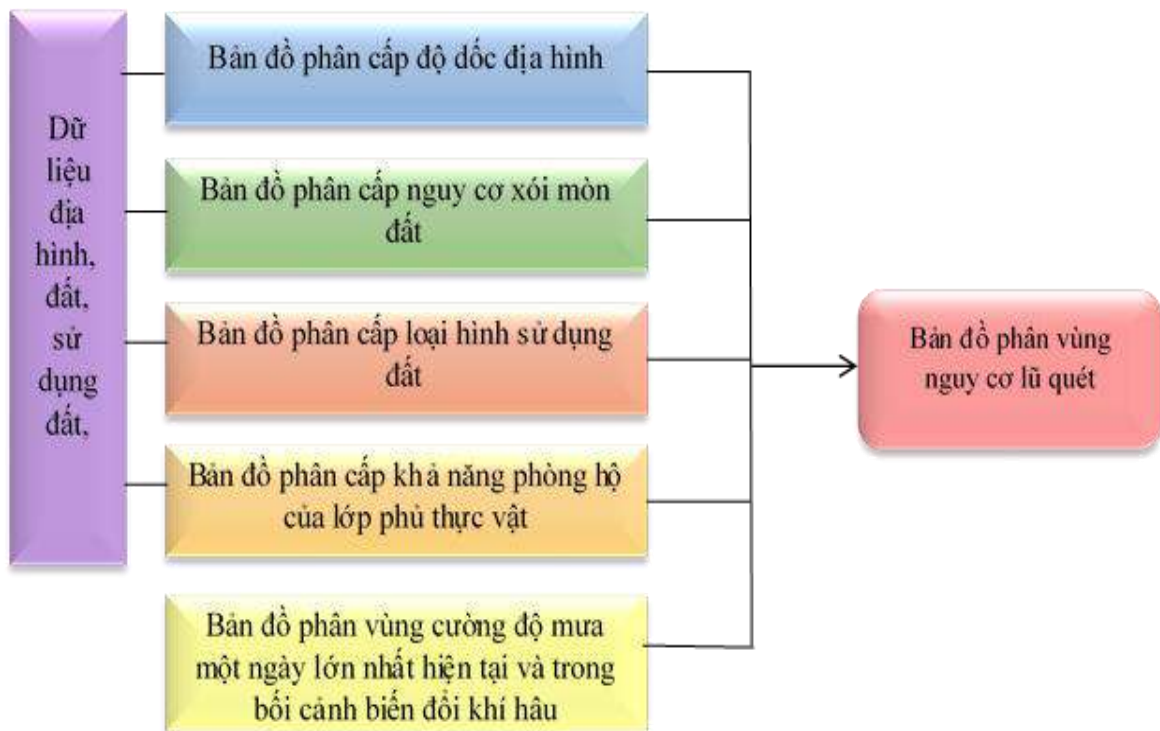 Dữ
liệu
địa
hình,
đất,
sử
dụng
đất,
Bản đồ phân cấp độ dốc địa hình
Bản đồ phân cấp nguy cơ xói mòn
đất
Bản đồ phân cấp loại hình sử dụng
đất
Bản đồ phân cấp khả năng phòng hộ
của lớp phủ thực vật
Bản đồ phân vùng cường độ mưa
một ngày lớn nhất hiện tại và trong
bối cảnh biến đổi khí hâu
Bản đồ phân vùng
nguy cơ lũ quét